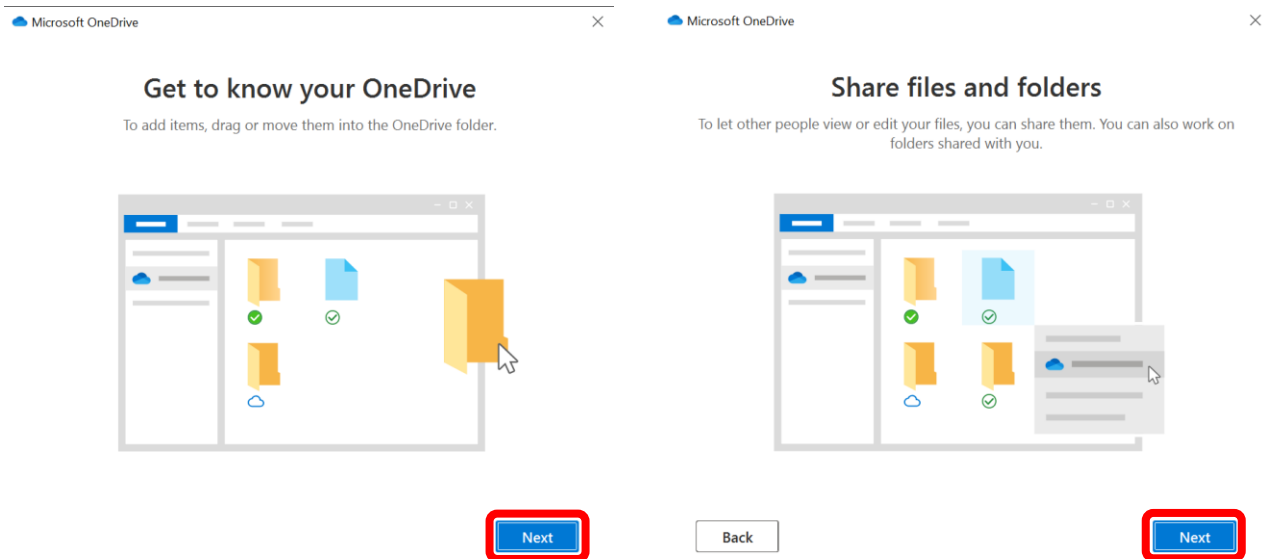 Microsoft OneDrive
Get to know your OneDrive
To add items, drag or move them into the OneDrive folder.
Next
Microsoft OneDrive
Share files and folders
To let other people view or edit your files, you can share them. You can also work on
folders shared with you.
Back
Next